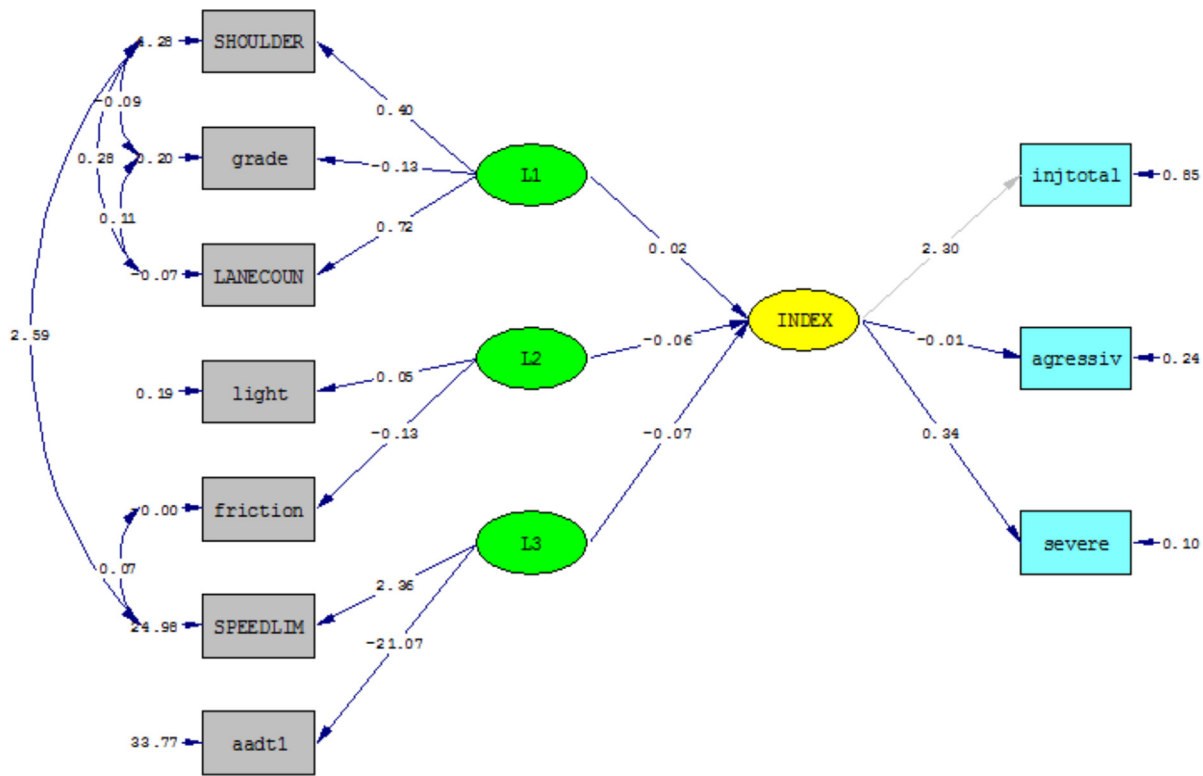 4.28
SHOULDER
-0.09
0.40
0.28
0.20
grade
-0.13
L1
injtotal
0.85
0.11
0.72
0.02
2.30
-0.07
LANECOUN
2.59
INDEX
L2
-0.06
-0.01
agressiv
0.24
0.19
light
0.05
-0.13
-0.07
0.34
friction
L3
severe
0.10
0.07
2.36
24.98
SPEEDLIM
-21.07
33.77
aadt1